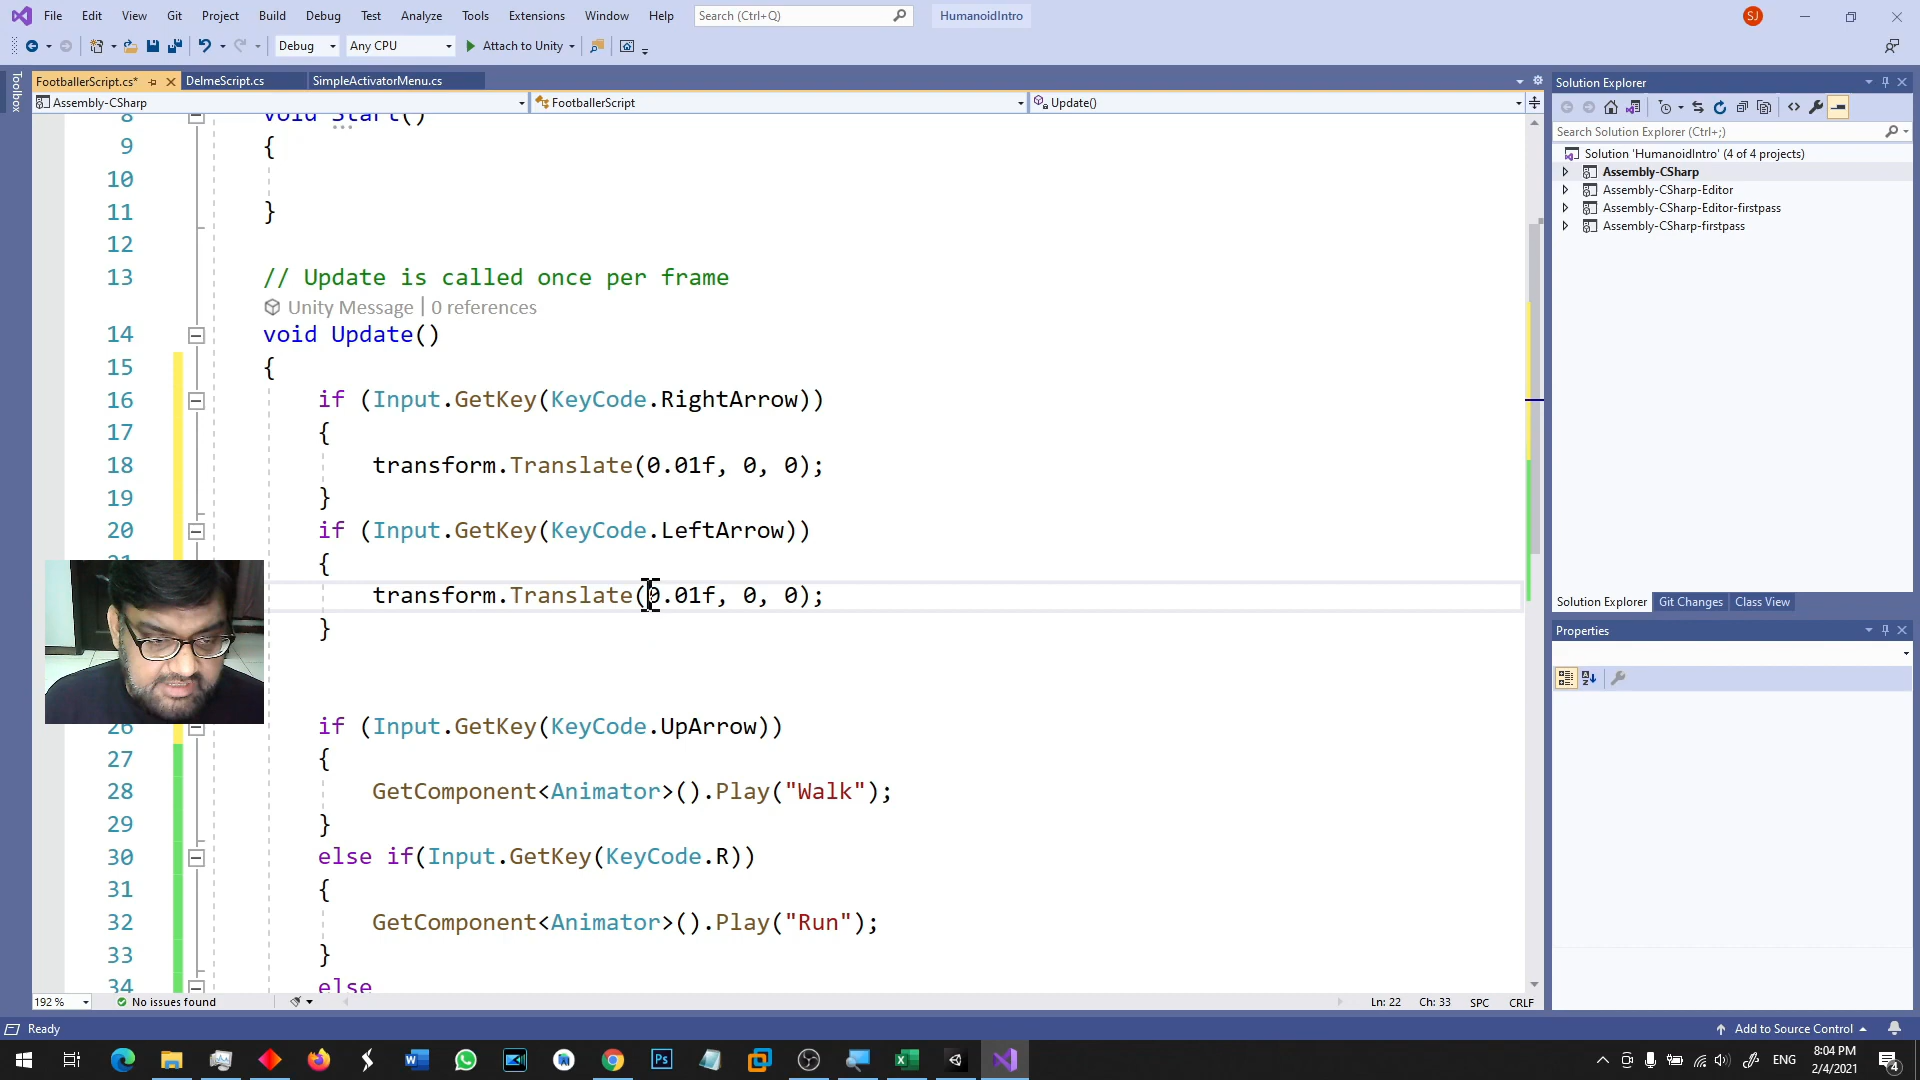 File Edit View Git Project Build Debug Test Analyze Tools Extensions Window Help Search (Ctrl+Q) HumanoidIntro SJ
Debug Any CPU Attach to Unity
Toolbox
FootballerScript.cs* DelmeScript.cs SimpleActivatorMenu.cs
Assembly-CSharp FootballerScript Update()
8 void Start()
9 {
10
11 }
12
13 // Update is called once per frame
Unity Message | 0 references
14 void Update()
15 {
16 if (Input.GetKey(KeyCode.RightArrow))
17 {
18 transform.Translate(0.01f, 0, 0);
19 }
20 if (Input.GetKey(KeyCode.LeftArrow))
{
transform.Translate(0.01f, 0, 0);
}
26 if (Input.GetKey(KeyCode.UpArrow))
27 {
28 GetComponent<Animator>().Play("Walk");
29 }
30 else if(Input.GetKey(KeyCode.R))
31 {
32 GetComponent<Animator>().Play("Run");
33 }
34 else
192 % No issues found Ln: 22 Ch: 33 SPC CRLF
Solution Explorer
Search Solution Explorer (Ctrl+;)
Solution 'HumanoidIntro' (4 of 4 projects)
Assembly-CSharp
Assembly-CSharp-Editor
Assembly-CSharp-Editor-firstpass
Assembly-CSharp-firstpass
Solution Explorer Git Changes Class View
Properties
Ready Add to Source Control
ENG
8:04 PM
2/4/2021
4